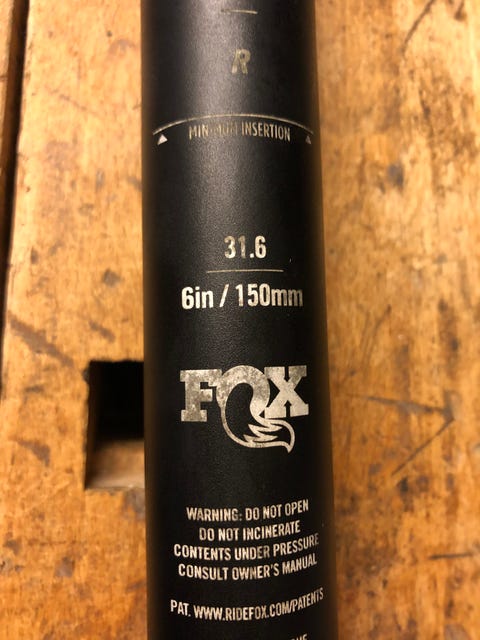 R
MINIMUM INSERTION
31.6
6in / 150mm
FOX
WARNING: DO NOT OPEN
DO NOT INCINERATE
CONTENTS UNDER PRESSURE
CONSULT OWNER'S MANUAL
PAT. WWW.RIDEFOX.COM/PATENTS